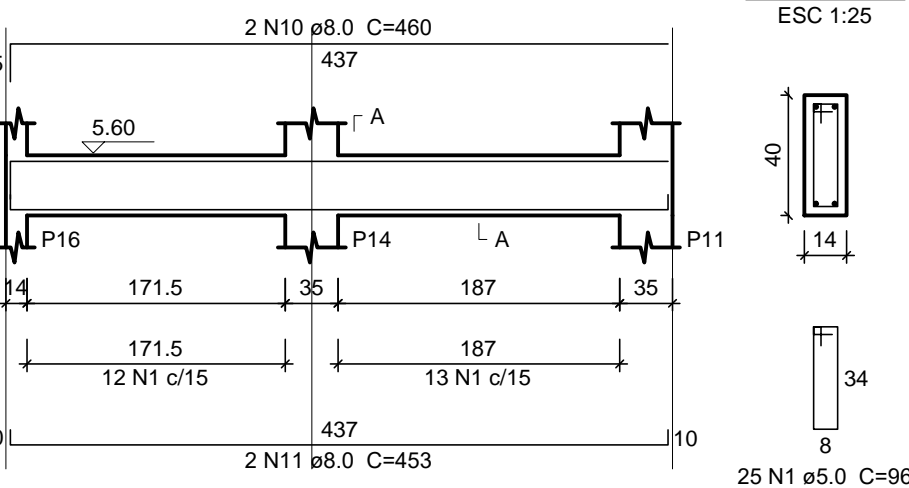 2 N10 ø8.0 C=460
437
ESC 1:25
A
5.60
40
P16
P14
A
P11
14
14
171.5
35
187
35
171.5
187
12 N1 c/15
13 N1 c/15
34
437
10
8
2 N11 ø8.0 C=453
25 N1 ø5.0 C=96